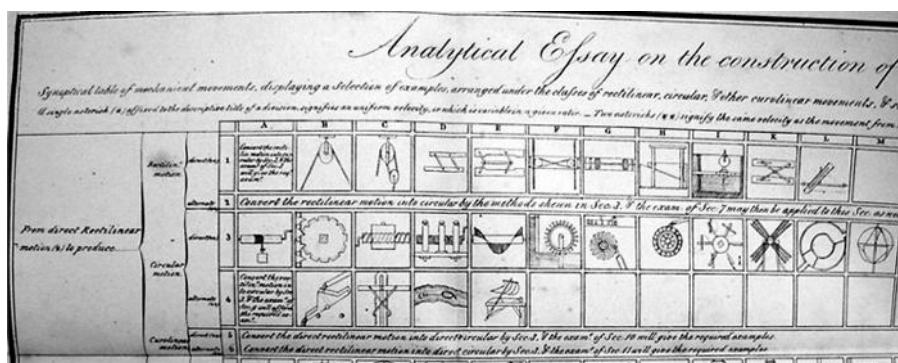 Analytical Essay on the construction of
Synoptical table of mechanical movements, displaying a selection of examples, arranged under the classes of rectilinear, circular, & other curvilinear movements, &
A single asterisk (*) affixed to the descriptive title of a division, signifies an uniform velocity, or which is variable in a given ratio. — Two asterisks (**) signify the same velocity as the movement, from
A B C D E F G H I K L M
Rectiln.r motion
direct
1
alternate
2 Convert the rectilinear motion into circular by the methods shewn in Sec. 3, & the exam.s of Sec. 7 may then be applied to this Sec. as
From direct Rectilinear motion (*) to produce
Circular motion
direct
3
alternate
4
Curvilinear motion
direct
5 Convert the direct rectilinear motion into direct circular by Sec. 3, & the exam.s of Sec. 10 will give the required examples
alternate
6 Convert the direct rectilinear motion into direct circular by Sec. 3, & the exam.s of Sec. 11 will give the required examples